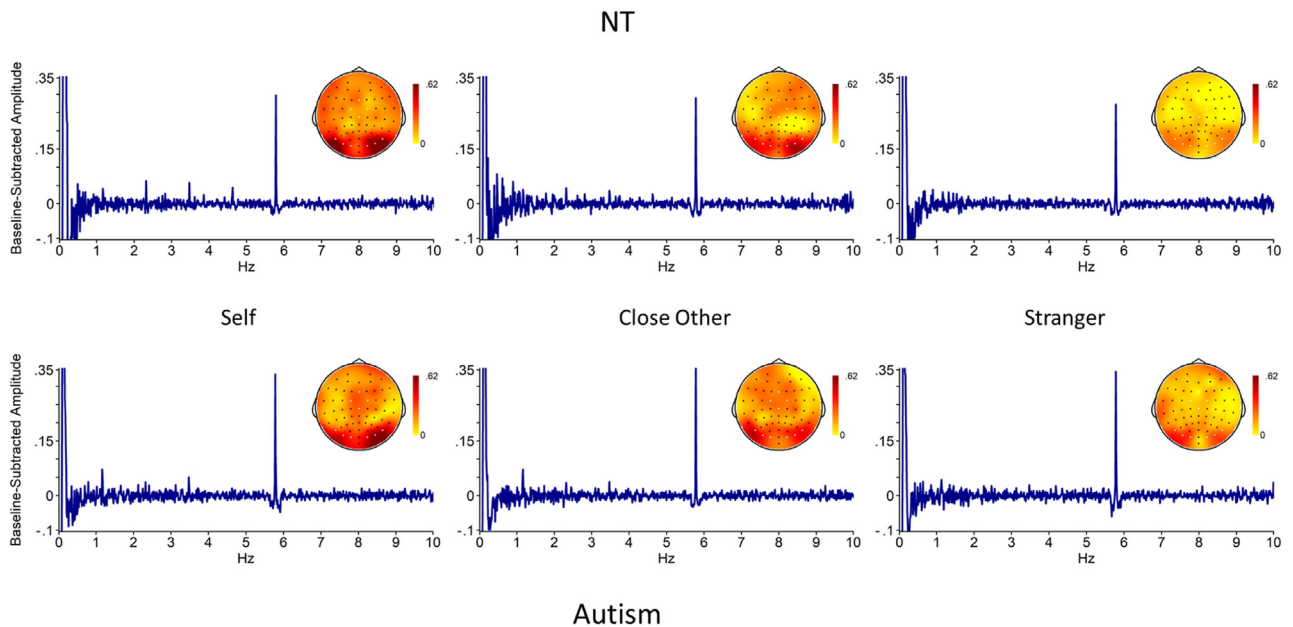 NT
Baseline-Subtracted Amplitude
.35 .15 0 -.1
.62 0
0 1 2 3 4 5 6 7 8 9 10
Hz
.35 .15 0 -.1
.62 0
0 1 2 3 4 5 6 7 8 9 10
Hz
.35 .15 0 -.1
.62 0
0 1 2 3 4 5 6 7 8 9 10
Hz
Self Close Other Stranger
Baseline-Subtracted Amplitude
.35 .15 0 -.1
.62 0
0 1 2 3 4 5 6 7 8 9 10
Hz
.35 .15 0 -.1
.62 0
0 1 2 3 4 5 6 7 8 9 10
Hz
.35 .15 0 -.1
.62 0
0 1 2 3 4 5 6 7 8 9 10
Hz
Autism